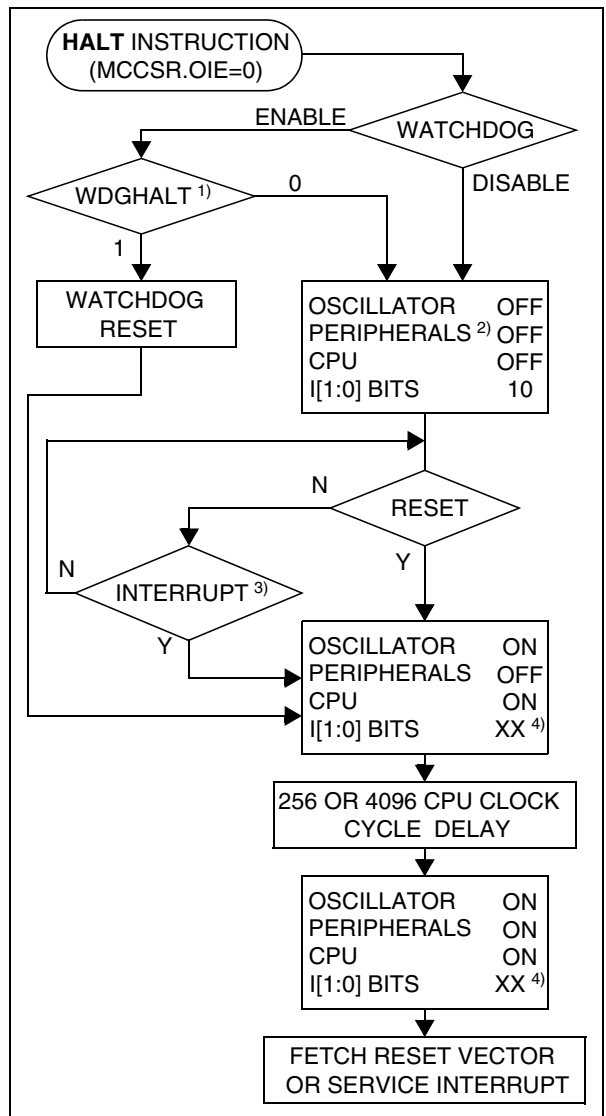 HALT INSTRUCTION
(MCCSR.OIE=0)
ENABLE
WATCHDOG
WDGHALT 1)
0
DISABLE
1
WATCHDOG
RESET
OSCILLATOR OFF
PERIPHERALS 2) OFF
CPU OFF
I[1:0] BITS 10
N
RESET
N
Y
INTERRUPT 3)
Y
OSCILLATOR ON
PERIPHERALS OFF
CPU ON
I[1:0] BITS XX 4)
256 OR 4096 CPU CLOCK
CYCLE DELAY
OSCILLATOR ON
PERIPHERALS ON
CPU ON
I[1:0] BITS XX 4)
FETCH RESET VECTOR
OR SERVICE INTERRUPT